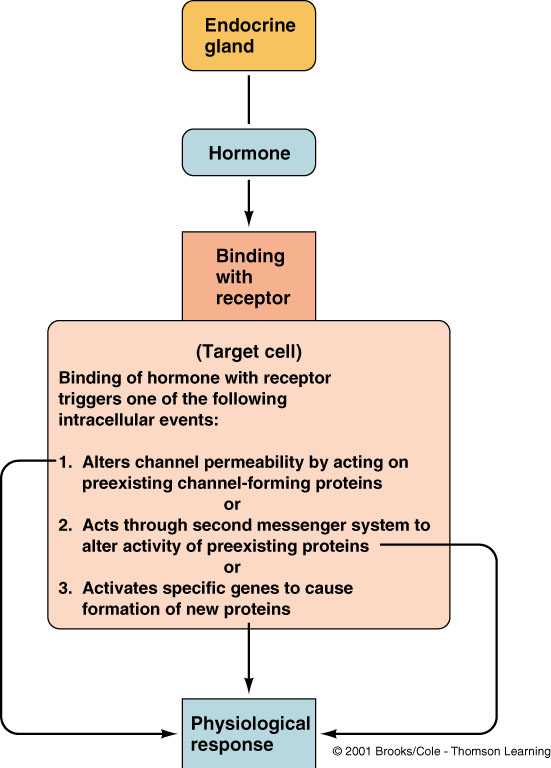 Endocrine
gland
Hormone
Binding
with
receptor
(Target cell)
Binding of hormone with receptor
triggers one of the following
intracellular events:
1. Alters channel permeability by acting on
preexisting channel-forming proteins
or
2. Acts through second messenger system to
alter activity of preexisting proteins
or
3. Activates specific genes to cause
formation of new proteins
Physiological
response
© 2001 Brooks/Cole - Thomson Learning